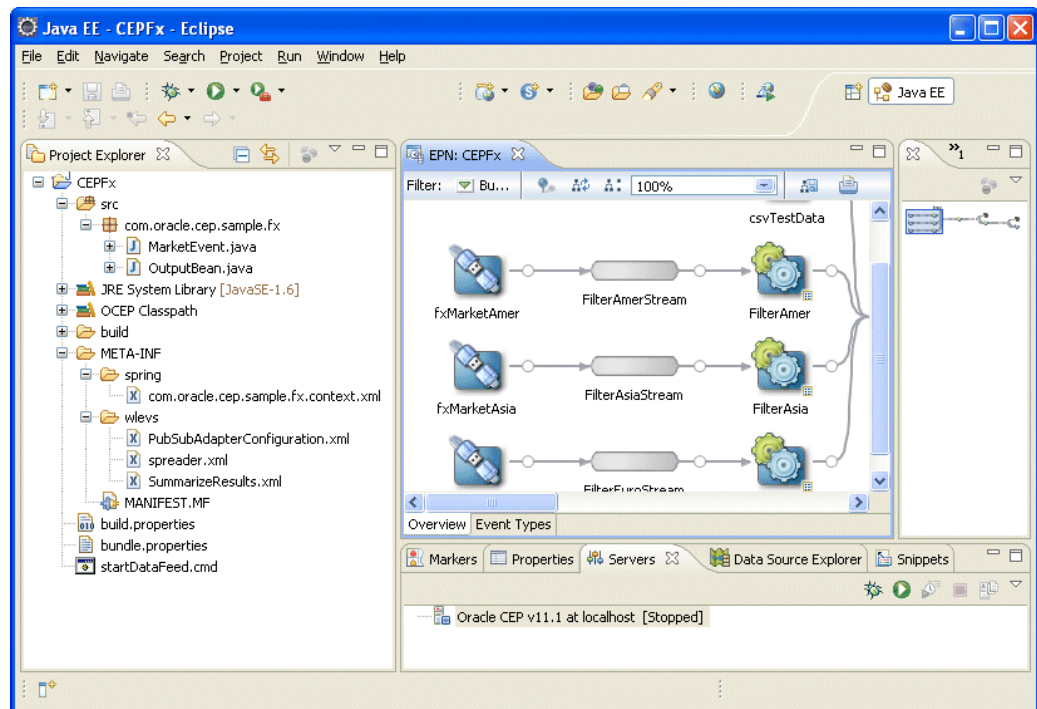 Java EE - CEPFx - Eclipse
File Edit Navigate Search Project Run Window Help
Java EE
Project Explorer
CEPFx
src
com.oracle.cep.sample.fx
MarketEvent.java
OutputBean.java
JRE System Library [JavaSE-1.6]
OCEP Classpath
build
META-INF
spring
com.oracle.cep.sample.fx.context.xml
wlevs
PubSubAdapterConfiguration.xml
spreader.xml
SummarizeResults.xml
MANIFEST.MF
build.properties
bundle.properties
startDataFeed.cmd
EPN: CEPFx
Filter: Bu... 100%
csvTestData
fxMarketAmer FilterAmerStream FilterAmer
fxMarketAsia FilterAsiaStream FilterAsia
FilterEuroStream
Overview Event Types
»1
Markers Properties Servers Data Source Explorer Snippets
Oracle CEP v11.1 at localhost [Stopped]